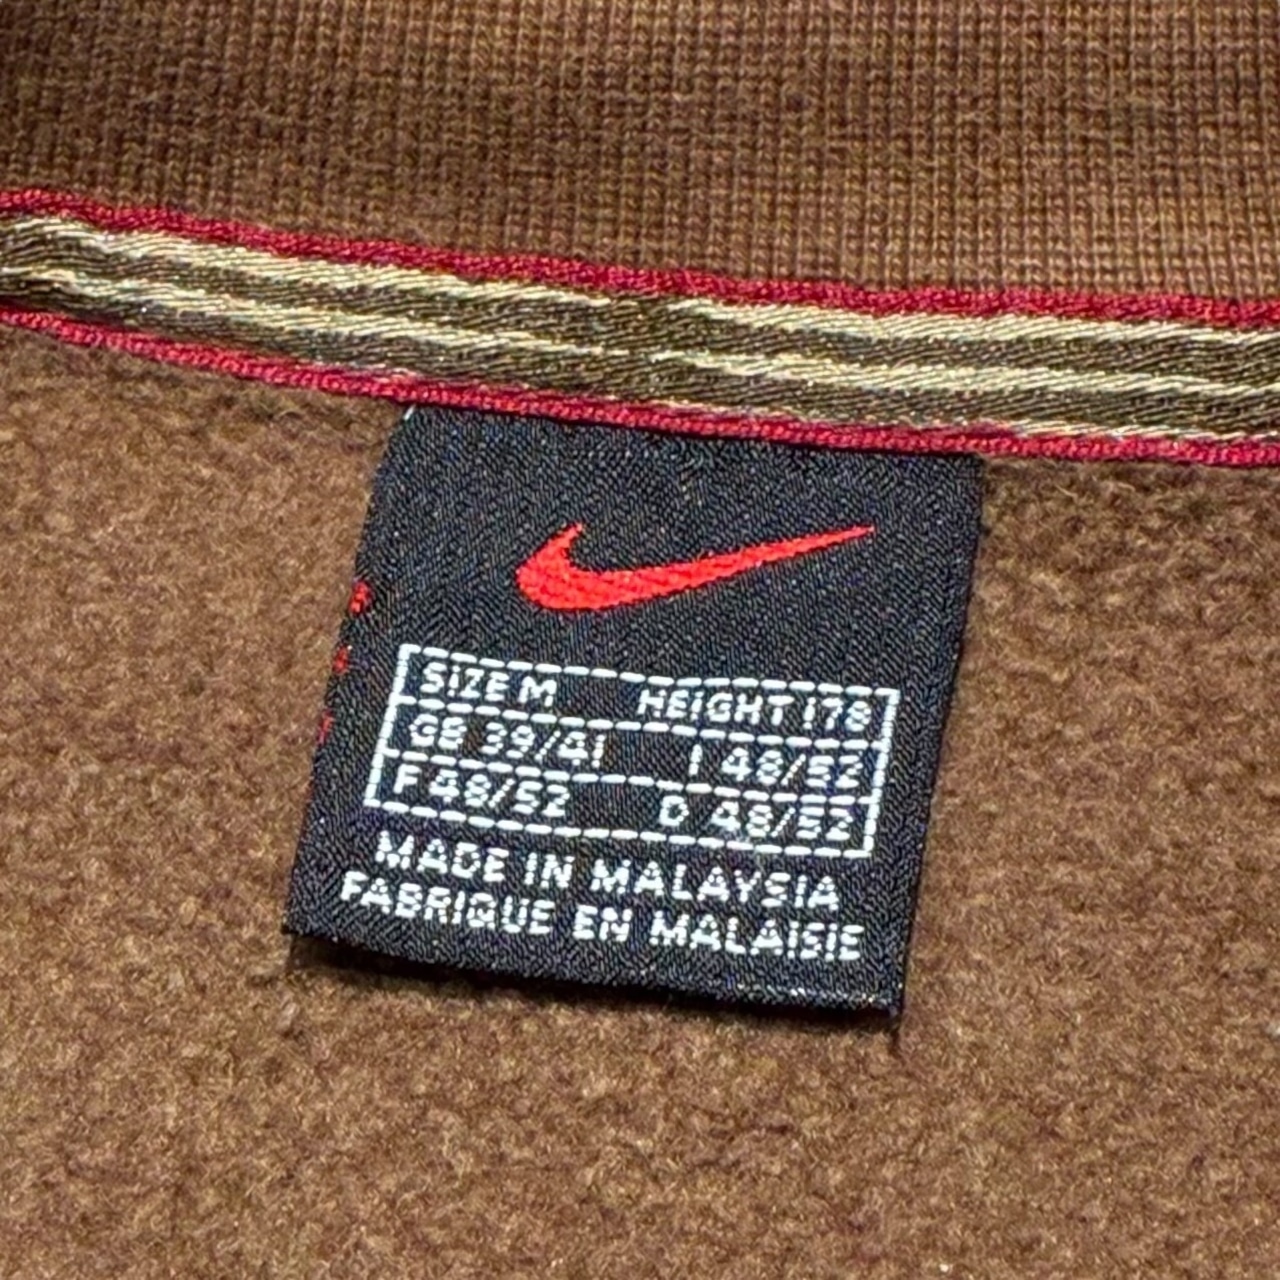 SIZE M HEIGHT 178
GB 39/41 I 48/52
F 48/52 D 48/52
MADE IN MALAYSIA
FABRIQUE EN MALAISIE